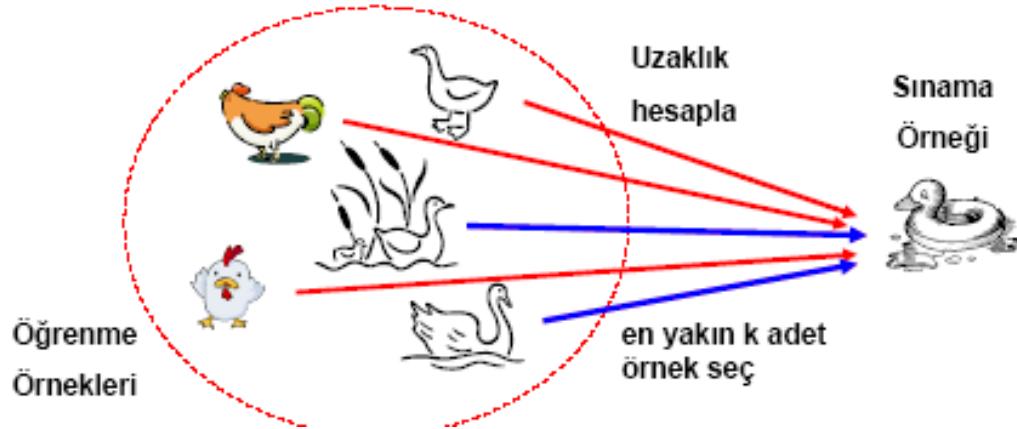 Uzaklık
hesapla
Sınama
Örneği
Öğrenme
Örnekleri
en yakın k adet
örnek seç